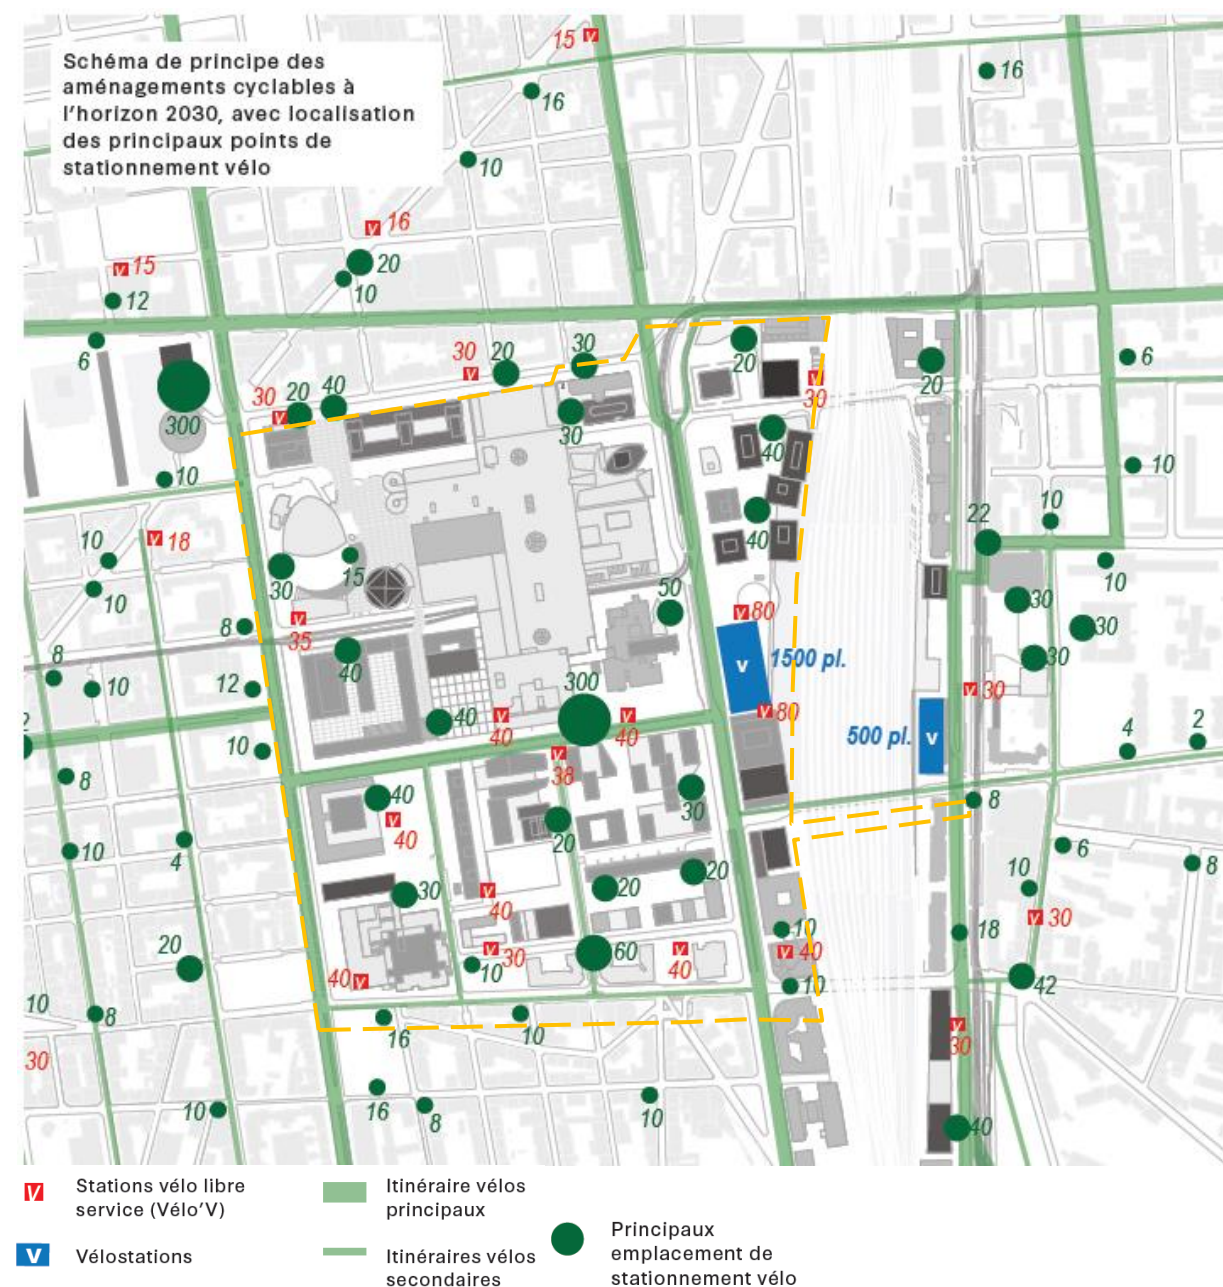 Schéma de principe des
aménagements cyclables à
l'horizon 2030, avec localisation
des principaux points de
stationnement vélo
15 V
16
16
10
V 16
20
10
V 15
12
6
300
30 V
20
40
30 V
20
30
30
20
V 30
20
6
40
10
10
V 18
10
10
30
15
40
22
10
10
8
V 35
50
30
30
30
V 80
8
10
12
40
V 1500 pl.
V 30
300
2
10
40
V 40
V 40
V 80
500 pl. V
4
2
8
V 38
40
V 40
30
20
8
10
4
6
8
30
V 40
20
20
10
V 30
20
10
V 40
18
V 30
10
60
V 40
40 V
10
42
10
8
16
10
30
V 30
10
16
8
10
40
V Stations vélo libre
service (Vélo'V)
V Vélostations
Itinéraire vélos
principaux
Itinéraires vélos
secondaires
Principaux
emplacement de
stationnement vélo